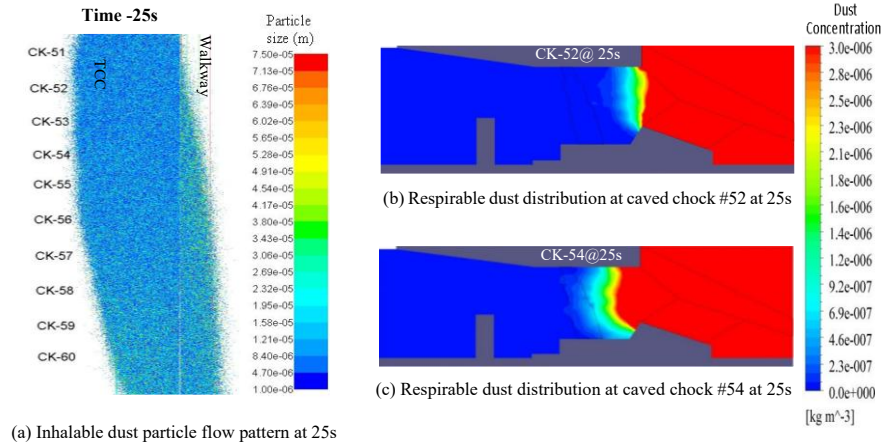 Time -25s
Particle
size (m)
CK-51
CK-52
CK-53
CK-54
CK-55
CK-56
CK-57
CK-58
CK-59
CK-60
TCC
Walkway
7.50e-05
7.13e-05
6.76e-05
6.39e-05
6.02e-05
5.65e-05
5.28e-05
4.91e-05
4.54e-05
4.17e-05
3.80e-05
3.43e-05
3.06e-05
2.69e-05
2.32e-05
1.95e-05
1.58e-05
1.21e-05
8.40e-06
4.70e-06
1.00e-06
(a) Inhalable dust particle flow pattern at 25s
CK-52@ 25s
(b) Respirable dust distribution at caved chock #52 at 25s
CK-54@25s
(c) Respirable dust distribution at caved chock #54 at 25s
Dust
Concentration
3.0e-006
2.8e-006
2.6e-006
2.3e-006
2.1e-006
1.9e-006
1.6e-006
1.4e-006
1.2e-006
9.2e-007
6.9e-007
4.6e-007
2.3e-007
0.0e+000
[kg m^-3]